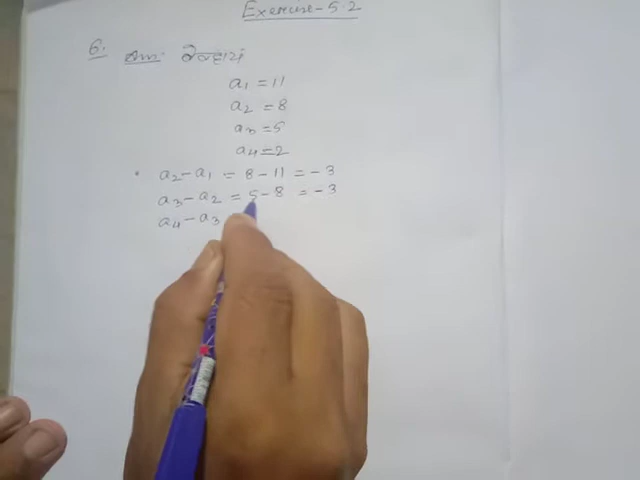 Exercise-5.2
6. Ans:
a1 = 11
a2 = 8
a3 = 5
a4 = 2
a2 - a1 = 8 - 11 = -3
a3 - a2 = 5 - 8 = -3
a4 - a3